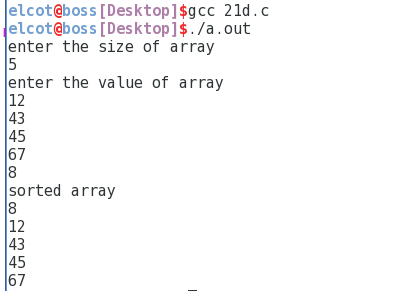 elcot@boss[Desktop]$gcc 21d.c
elcot@boss[Desktop]$./a.out
enter the size of array
5
enter the value of array
12
43
45
67
8
sorted array
8
12
43
45
67